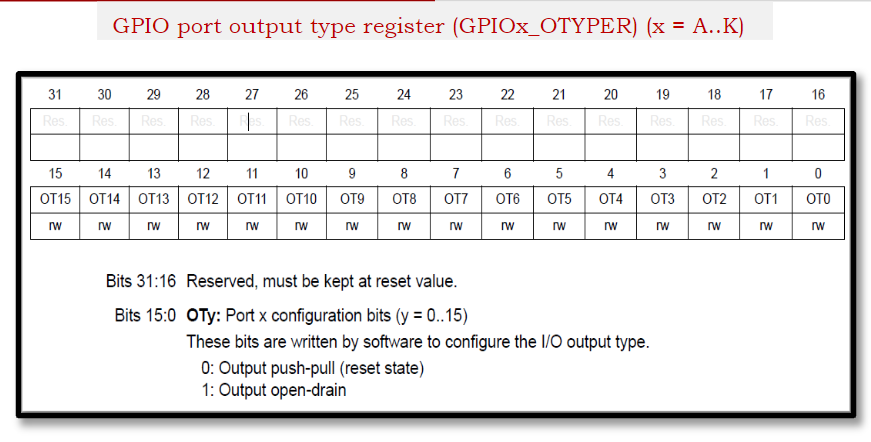 GPIO port output type register (GPIOx_OTYPER) (x = A..K)
31 30 29 28 27 26 25 24 23 22 21 20 19 18 17 16
Res. Res. Res. Res. Res. Res. Res. Res. Res. Res. Res. Res. Res. Res. Res. Res.
15 14 13 12 11 10 9 8 7 6 5 4 3 2 1 0
OT15 OT14 OT13 OT12 OT11 OT10 OT9 OT8 OT7 OT6 OT5 OT4 OT3 OT2 OT1 OT0
rw rw rw rw rw rw rw rw rw rw rw rw rw rw rw rw
Bits 31:16 Reserved, must be kept at reset value.
Bits 15:0 OTy: Port x configuration bits (y = 0..15)
These bits are written by software to configure the I/O output type.
0: Output push-pull (reset state)
1: Output open-drain